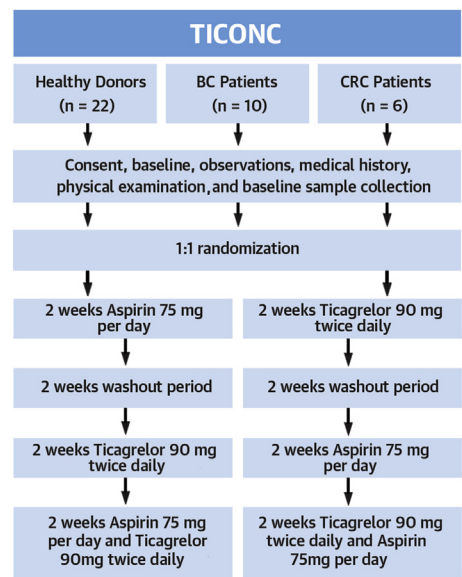 TICONC
Healthy Donors
(n = 22)
BC Patients
(n = 10)
CRC Patients
(n = 6)
Consent, baseline, observations, medical history,
physical examination, and baseline sample collection
1:1 randomization
2 weeks Aspirin 75 mg
per day
2 weeks Ticagrelor 90 mg
twice daily
2 weeks washout period
2 weeks washout period
2 weeks Ticagrelor 90 mg
twice daily
2 weeks Aspirin 75 mg
per day
2 weeks Aspirin 75 mg
per day and Ticagrelor
90mg twice daily
2 weeks Ticagrelor 90 mg
twice daily and Aspirin
75mg per day